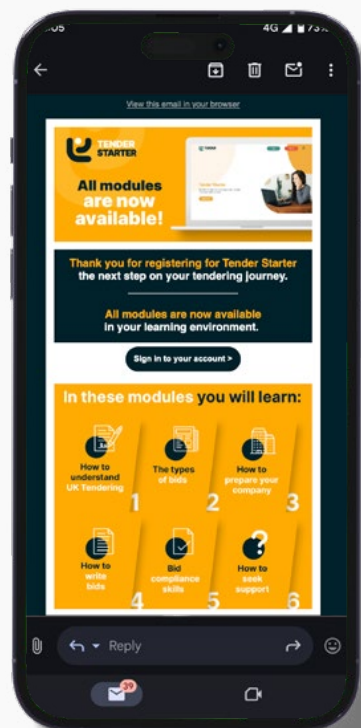 :05 4G 73%
View this email in your browser
TENDER
STARTER
All modules
are now
available!
Thank you for registering for Tender Starter
the next step on your tendering journey.
All modules are now available
in your learning environment.
Sign in to your account >
In these modules you will learn:
How to
understand
UK Tendering
1
The types
of bids
2
How to
prepare your
company
3
How to
write
bids
4
Bid
compliance
skills
5
How to
seek
support
6
Reply
39